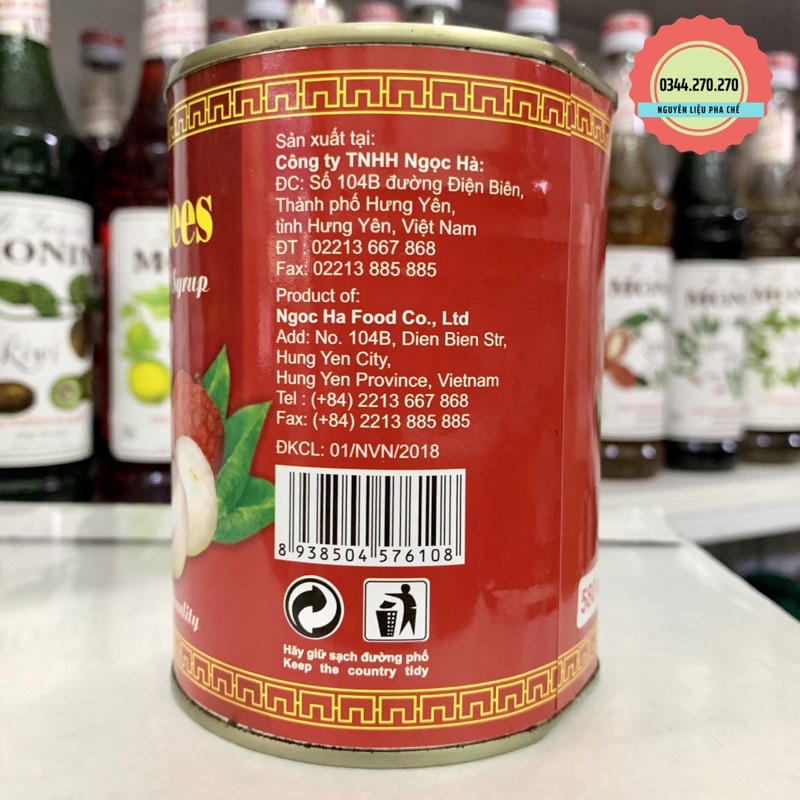 0344.270.270
NGUYÊN LIỆU PHA CHẾ
Sản xuất tại:
Công ty TNHH Ngọc Hà:
ĐC: Số 104B đường Điện Biên,
Thành phố Hưng Yên,
tỉnh Hưng Yên, Việt Nam
ĐT : 02213 667 868
Fax: 02213 885 885
Product of:
Ngoc Ha Food Co., Ltd
Add: No. 104B, Dien Bien Str,
Hung Yen City,
Hung Yen Province, Vietnam
Tel : (+84) 2213 667 868
Fax: (+84) 2213 885 885
ĐKCL: 01/NVN/2018
8 938504 576108
Hãy giữ sạch đường phố
Keep the country tidy
Syrup
MONIN
Kiwi